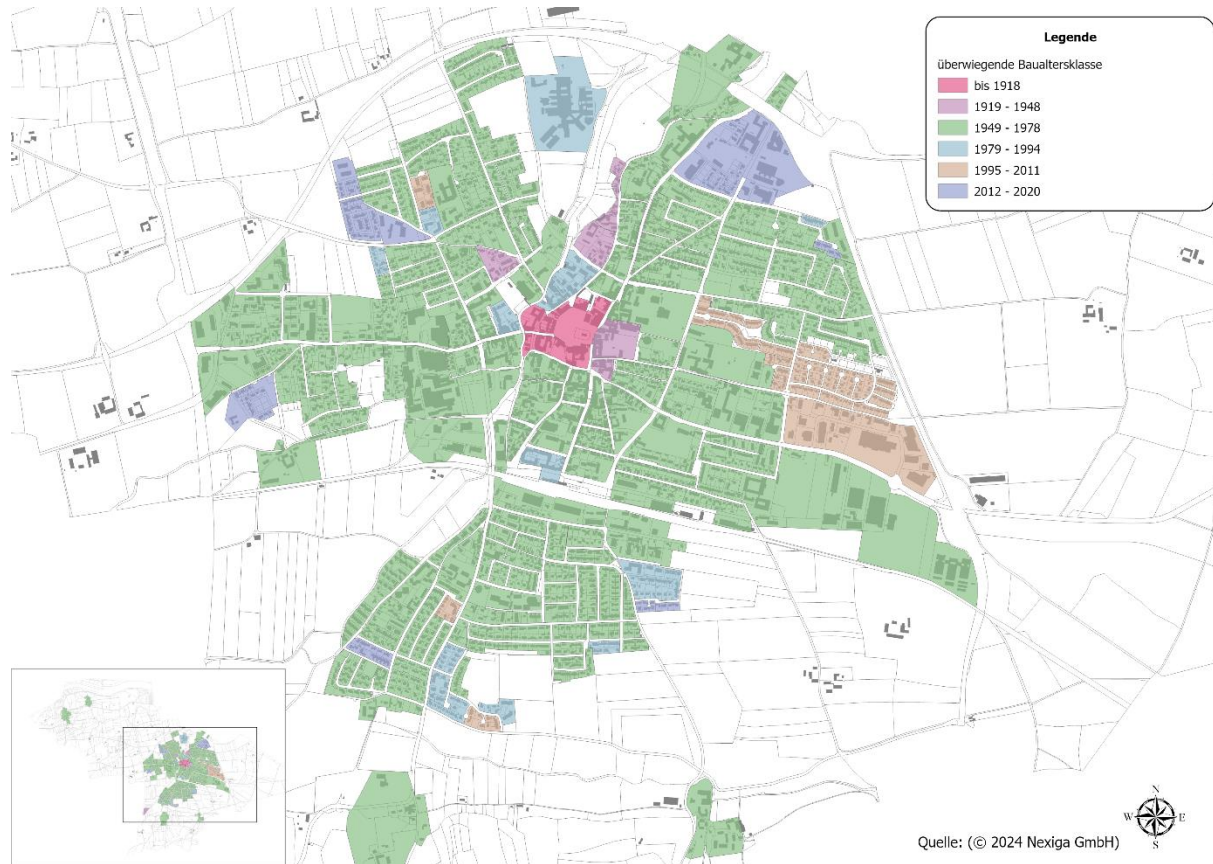 Legende
überwiegende Baualtersklasse
bis 1918
1919 - 1948
1949 - 1978
1979 - 1994
1995 - 2011
2012 - 2020
N
W E
S
Quelle: (© 2024 Nexiga GmbH)